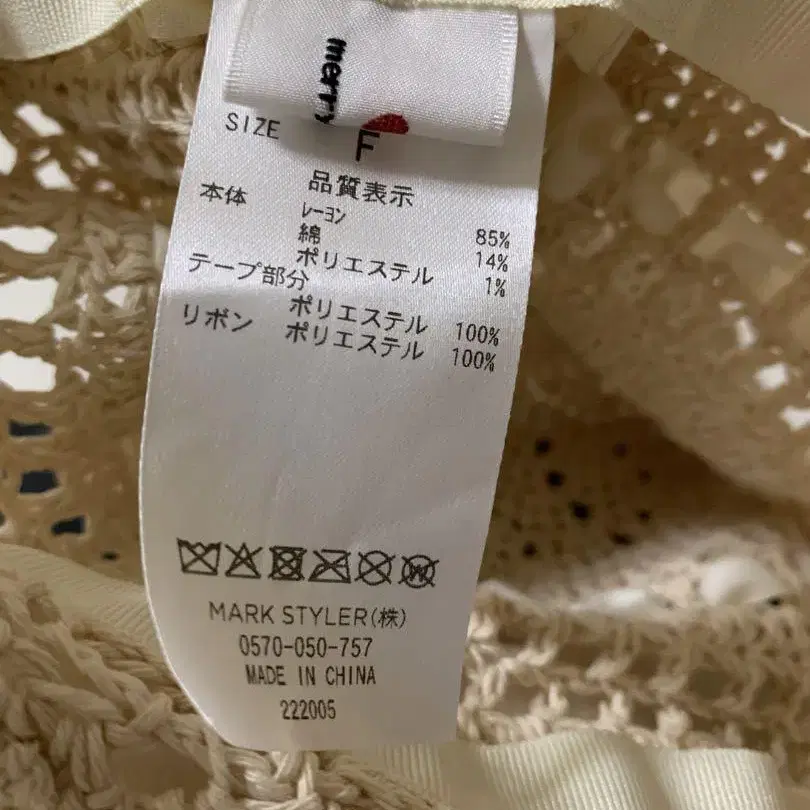 merry
SIZE F
品質表示
本体 レーヨン 85%
綿 14%
ポリエステル 1%
テープ部分 ポリエステル 100%
リボン ポリエステル 100%
MARK STYLER(株)
0570-050-757
MADE IN CHINA
222005